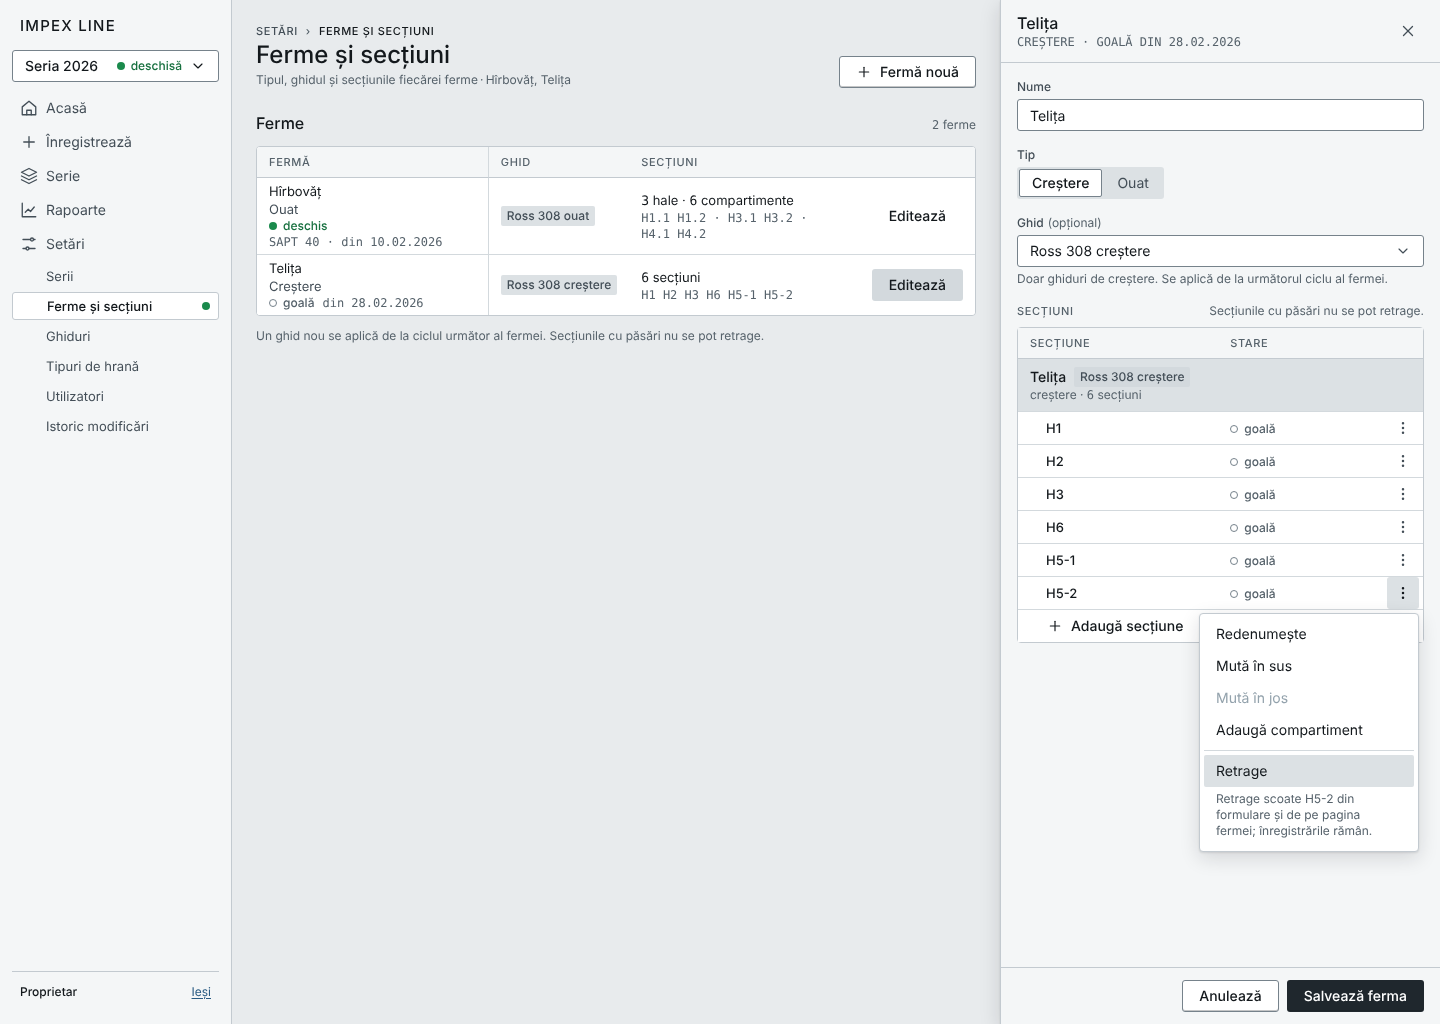 IMPEX LINE
Seria 2026 deschisă
Acasă
Înregistrează
Serie
Rapoarte
Setări
Serii
Ferme și secțiuni
Ghiduri
Tipuri de hrană
Utilizatori
Istoric modificări
Proprietar Ieși
SETĂRI › FERME ȘI SECȚIUNI
Ferme și secțiuni
Tipul, ghidul și secțiunile fiecărei ferme · Hîrbovăț, Telița
+ Fermă nouă
Ferme 2 ferme
FERMĂ GHID SECȚIUNI
Hîrbovăț
Ouat
deschis
SAPT 40 · din 10.02.2026
Ross 308 ouat
3 hale · 6 compartimente
H1.1 H1.2 · H3.1 H3.2 ·
H4.1 H4.2
Editează
Telița
Creștere
goală din 28.02.2026
Ross 308 creștere
6 secțiuni
H1 H2 H3 H6 H5-1 H5-2
Editează
Un ghid nou se aplică de la ciclul următor al fermei. Secțiunile cu păsări nu se pot retrage.
Telița
CREȘTERE · GOALĂ DIN 28.02.2026
Nume
Telița
Tip
Creștere Ouat
Ghid (opțional)
Ross 308 creștere
Doar ghiduri de creștere. Se aplică de la următorul ciclu al fermei.
SECȚIUNI Secțiunile cu păsări nu se pot retrage.
SECȚIUNE STARE
Telița Ross 308 creștere
creștere · 6 secțiuni
H1 goală
H2 goală
H3 goală
H6 goală
H5-1 goală
H5-2 goală
+ Adaugă secțiune
Redenumește
Mută în sus
Mută în jos
Adaugă compartiment
Retrage
Retrage scoate H5-2 din
formulare și de pe pagina
fermei; înregistrările rămân.
Anulează Salvează ferma